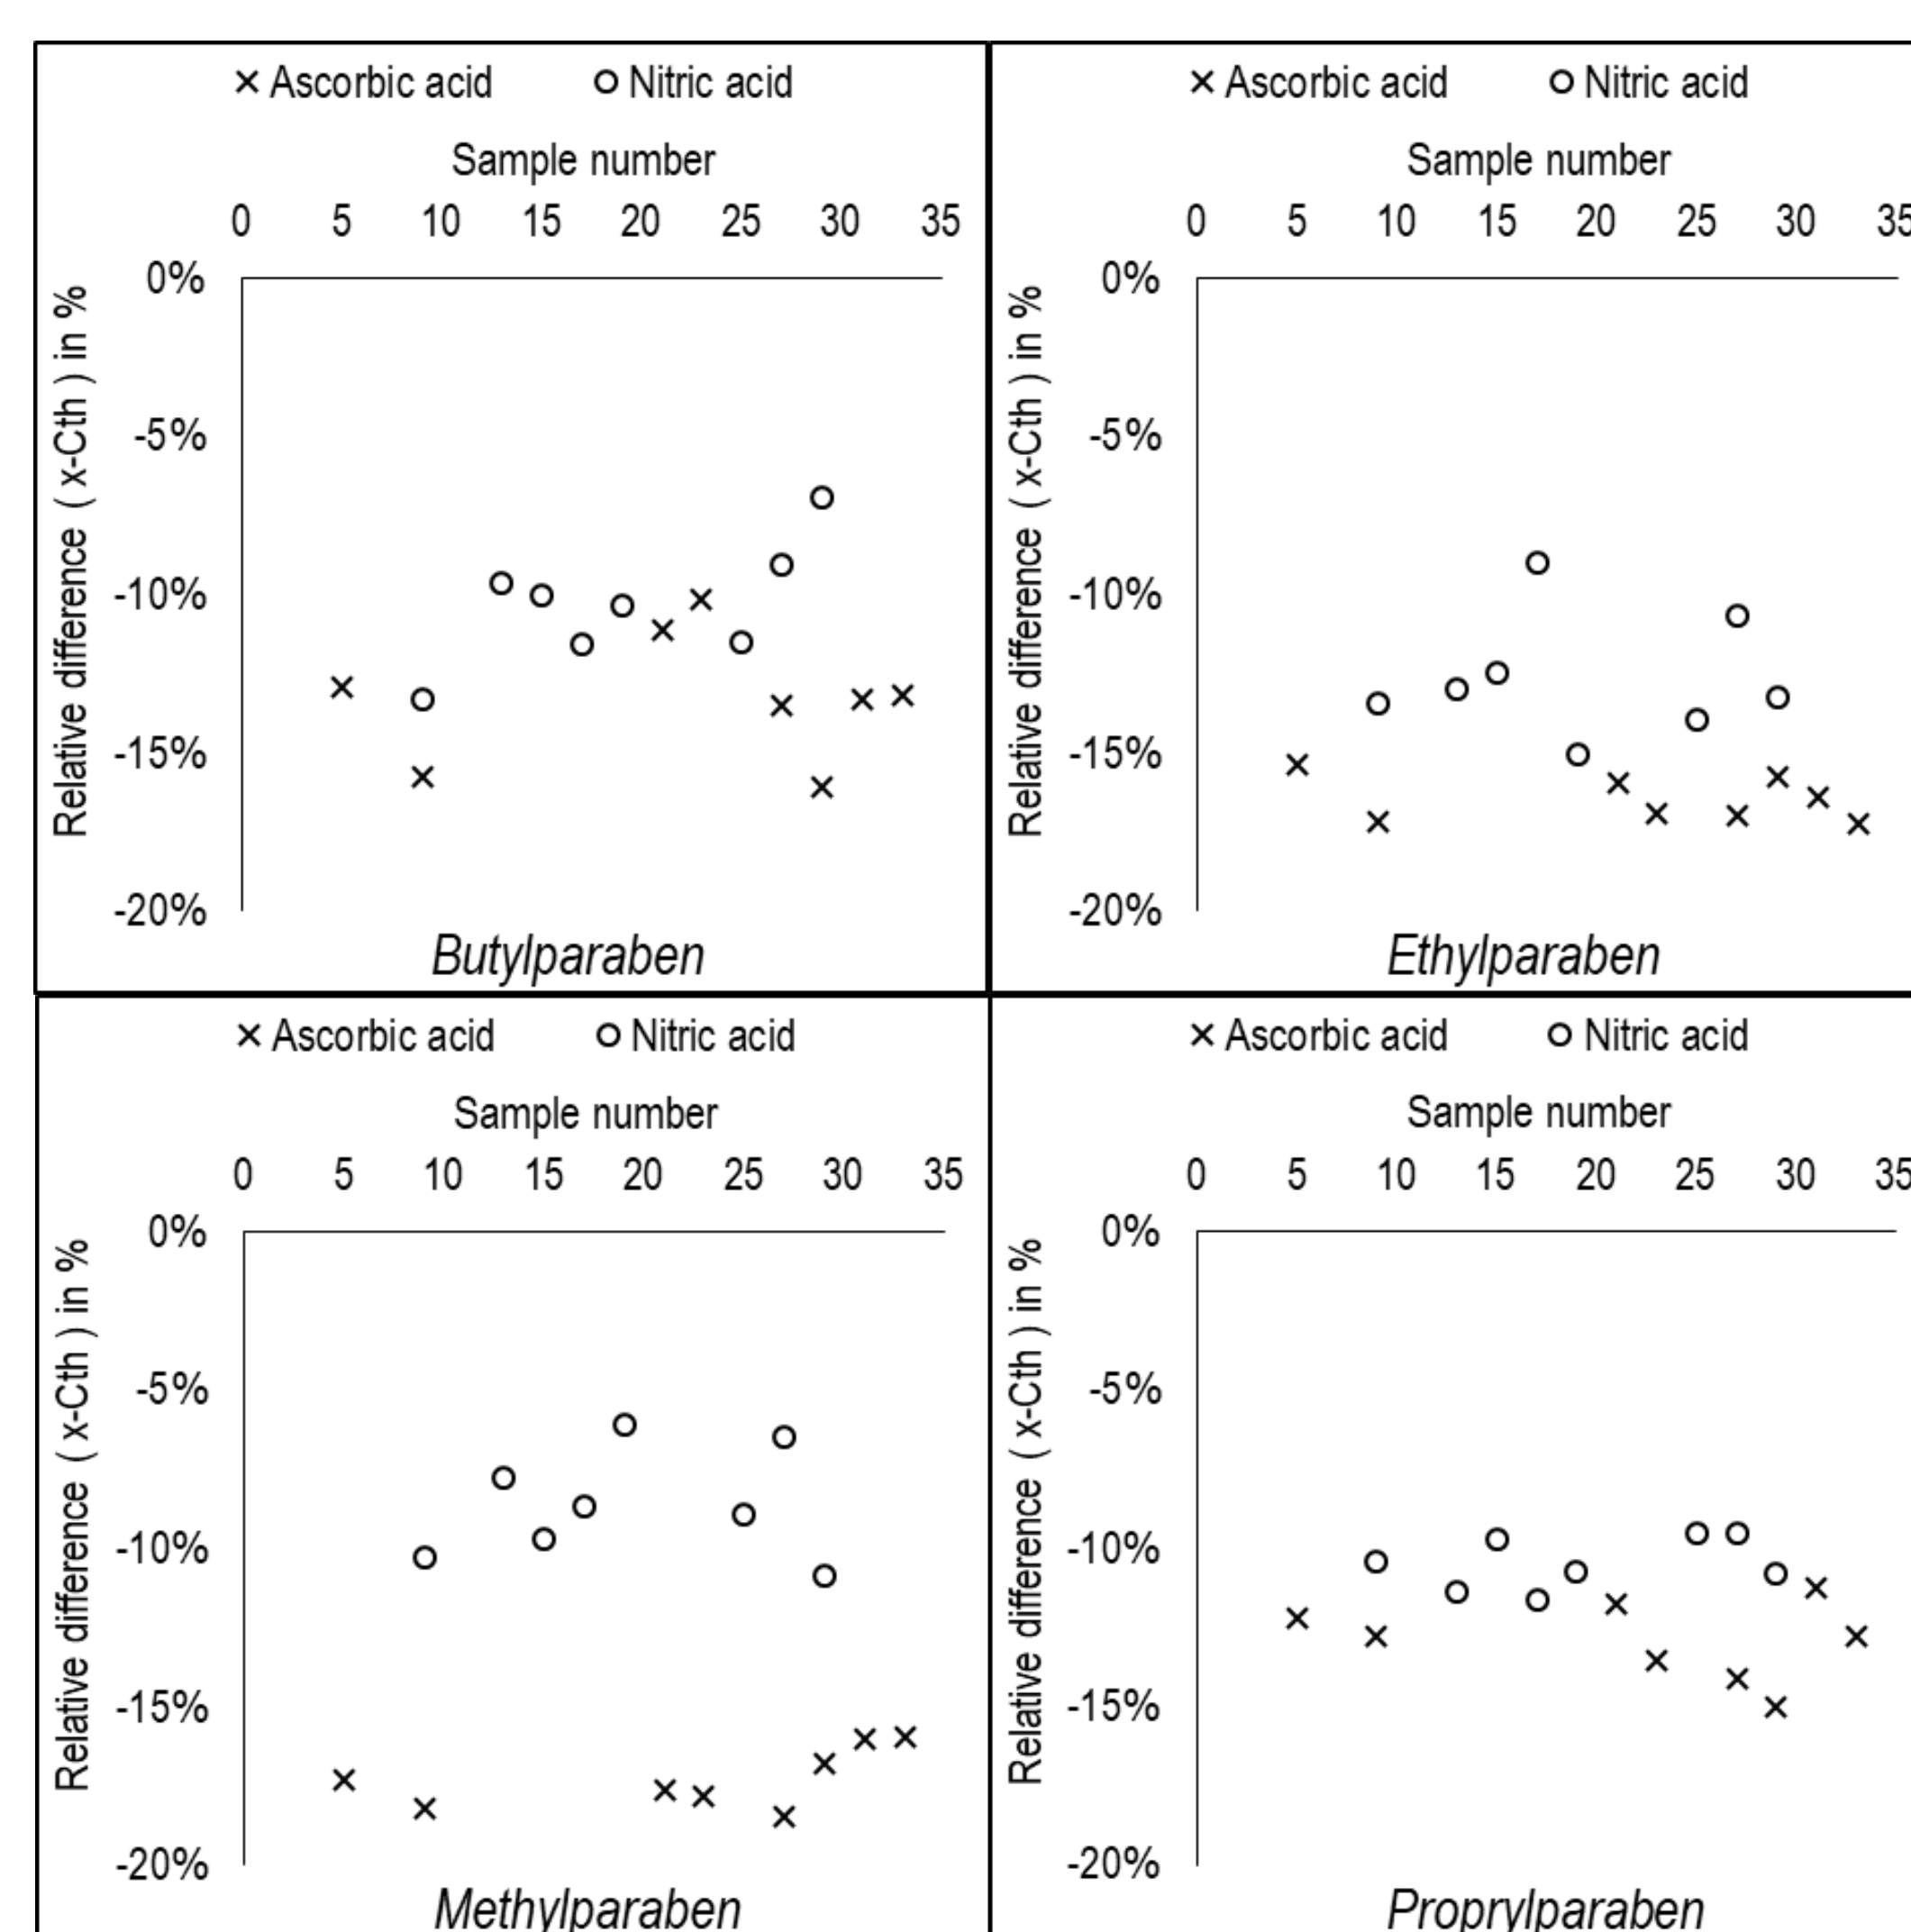 × Ascorbic acid ○ Nitric acid
Sample number
0 5 10 15 20 25 30 35
0%
-5%
-10%
-15%
-20%
Relative difference ( x-Cth ) in %
Butylparaben
× Ascorbic acid ○ Nitric acid
Sample number
0 5 10 15 20 25 30 35
0%
-5%
-10%
-15%
-20%
Relative difference ( x-Cth ) in %
Ethylparaben
× Ascorbic acid ○ Nitric acid
Sample number
0 5 10 15 20 25 30 35
0%
-5%
-10%
-15%
-20%
Relative difference ( x-Cth ) in %
Methylparaben
× Ascorbic acid ○ Nitric acid
Sample number
0 5 10 15 20 25 30 35
0%
-5%
-10%
-15%
-20%
Relative difference ( x-Cth ) in %
Proprylparaben